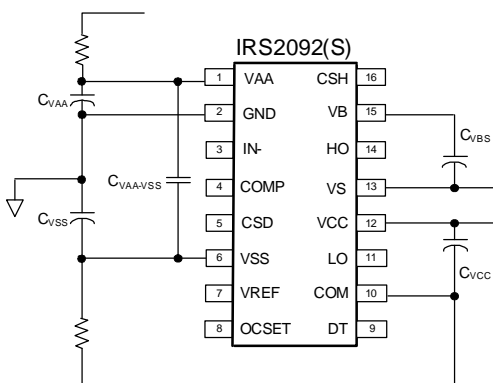 IRS2092(S)
1 VAA CSH 16
CVAA
2 GND VB 15
CVBS
3 IN- HO 14
CVAA-VSS
4 COMP VS 13
CVSS
5 CSD VCC 12
6 VSS LO 11
CVCC
7 VREF COM 10
8 OCSET DT 9